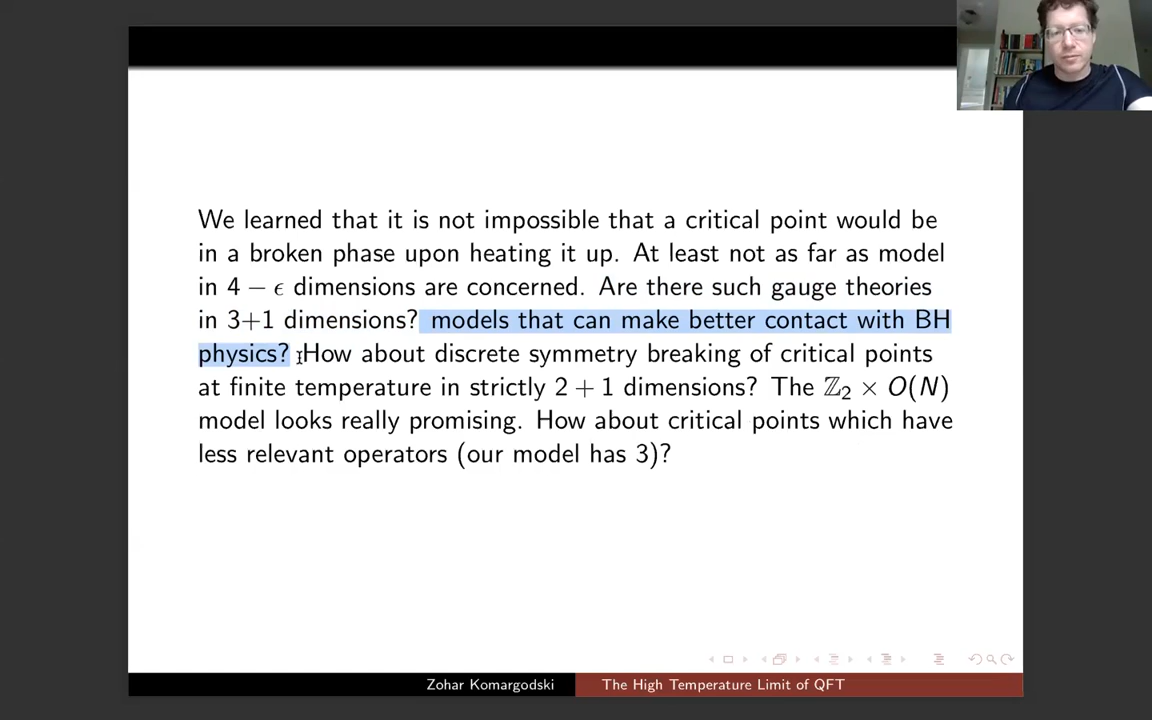 We learned that it is not impossible that a critical point would be
in a broken phase upon heating it up. At least not as far as model
in 4 − ϵ dimensions are concerned. Are there such gauge theories
in 3+1 dimensions? models that can make better contact with BH
physics? How about discrete symmetry breaking of critical points
at finite temperature in strictly 2 + 1 dimensions? The ℤ₂ × O(N)
model looks really promising. How about critical points which have
less relevant operators (our model has 3)?
Zohar Komargodski
The High Temperature Limit of QFT